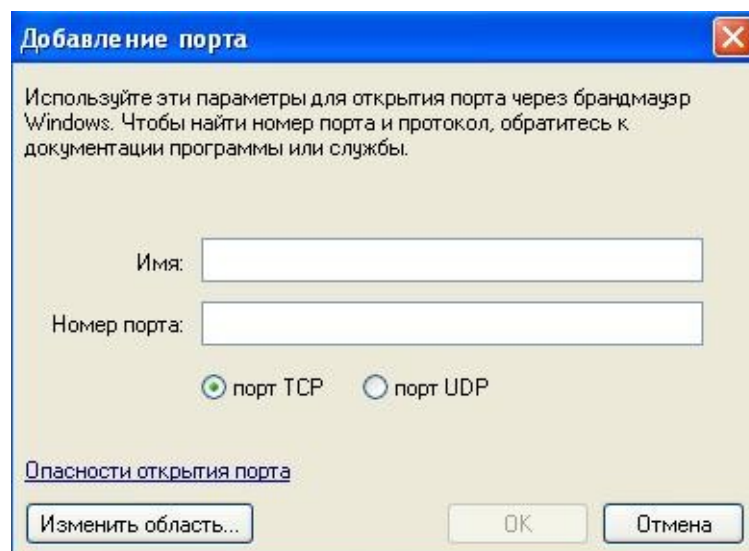 Добавление порта
Используйте эти параметры для открытия порта через брандмауэр
Windows. Чтобы найти номер порта и протокол, обратитесь к
документации программы или службы.
Имя:
Номер порта:
порт TCP порт UDP
Опасности открытия порта
Изменить область... OK Отмена